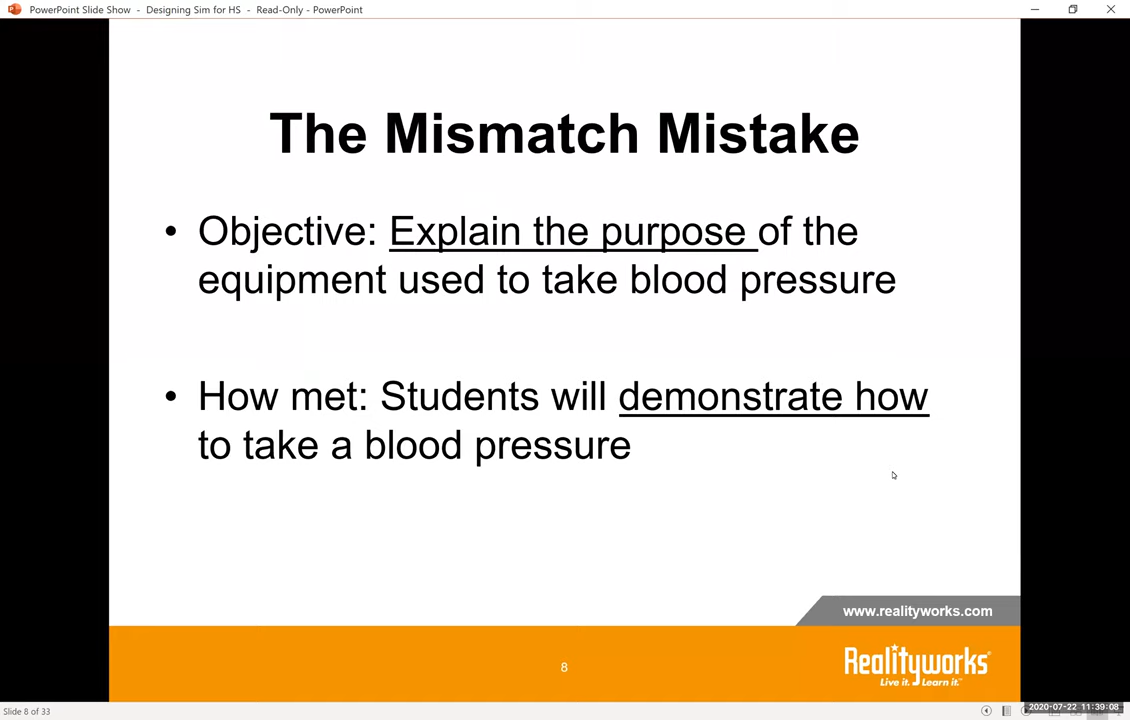 PowerPoint Slide Show - Designing Sim for HS - Read-Only - PowerPoint
The Mismatch Mistake
• Objective: Explain the purpose of the
equipment used to take blood pressure
• How met: Students will demonstrate how
to take a blood pressure
www.realityworks.com
8
Realityworks®
Live it. Learn it.™
Slide 8 of 33
2020-07-22 11:39:08